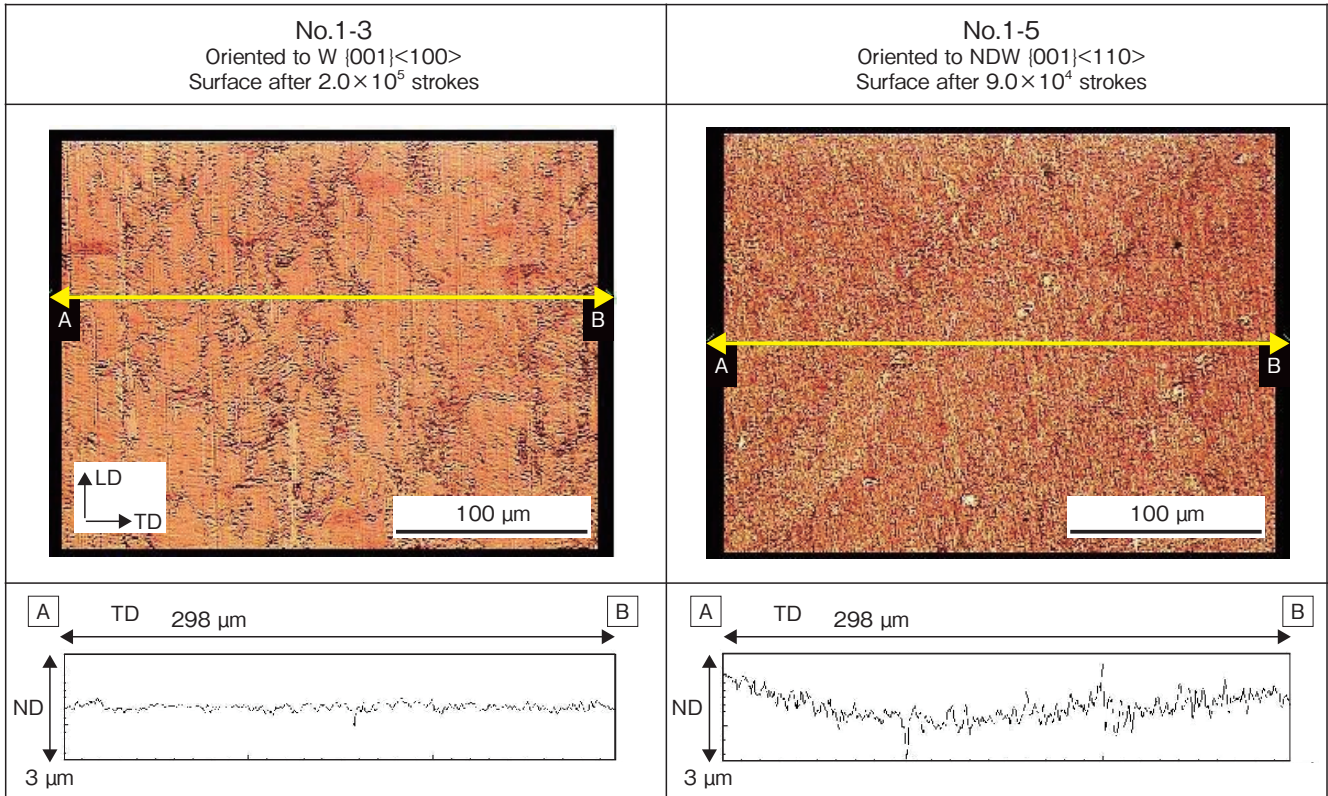 No.1-3
Oriented to W {001}<100>
Surface after 2.0×10⁵ strokes
No.1-5
Oriented to NDW {001}<110>
Surface after 9.0×10⁴ strokes
A
B
LD
TD
100 μm
A
B
100 μm
A
TD
298 μm
B
ND
3 μm
A
TD
298 μm
B
ND
3 μm